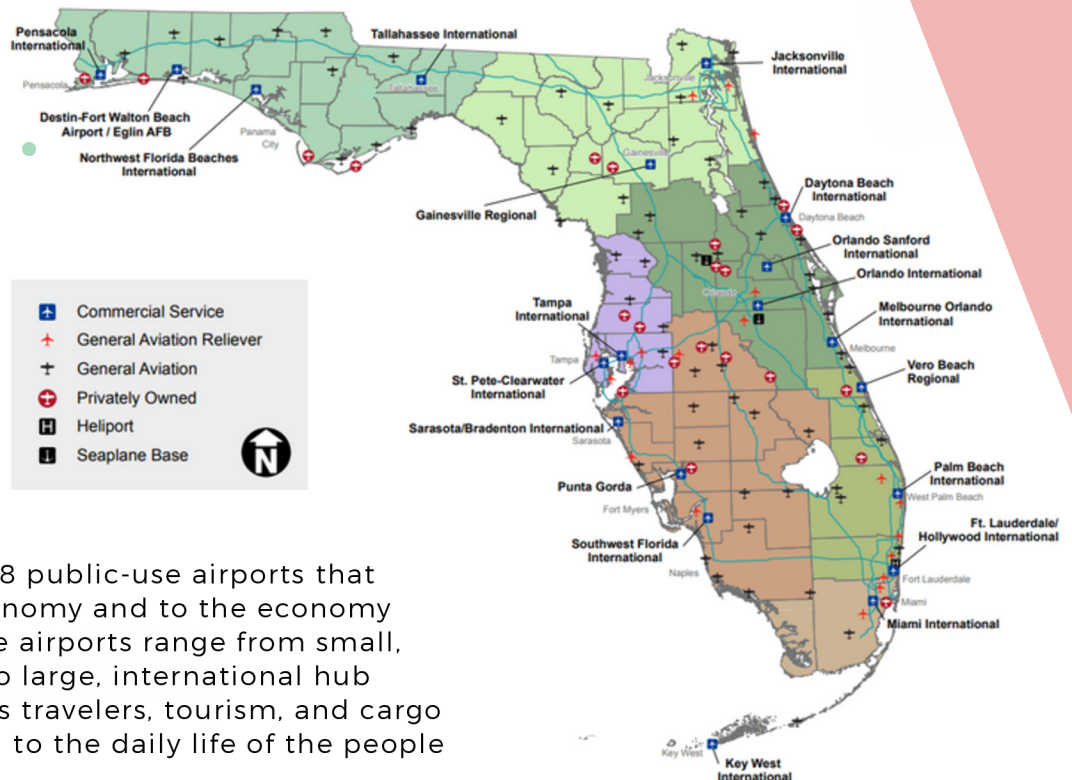 Pensacola
International
Pensacola
Destin-Fort Walton Beach
Airport / Eglin AFB
Northwest Florida Beaches
International
Panama
City
Tallahassee International
Tallahassee
Jacksonville
International
Jacksonville
Gainesville
Gainesville Regional
Daytona Beach
International
Daytona Beach
Orlando Sanford
International
Orlando International
Orlando
Melbourne Orlando
International
Melbourne
Vero Beach
Regional
Tampa
International
Tampa
St. Pete-Clearwater
International
Sarasota/Bradenton International
Sarasota
Punta Gorda
Fort Myers
Southwest Florida
International
Naples
Palm Beach
International
West Palm Beach
Ft. Lauderdale/
Hollywood International
Fort Lauderdale
Miami
Miami International
Key West
Key West
International
Commercial Service
General Aviation Reliever
General Aviation
Privately Owned
H Heliport
Seaplane Base
N
8 public-use airports that
nomy and to the economy
e airports range from small,
o large, international hub
s travelers, tourism, and cargo
to the daily life of the people